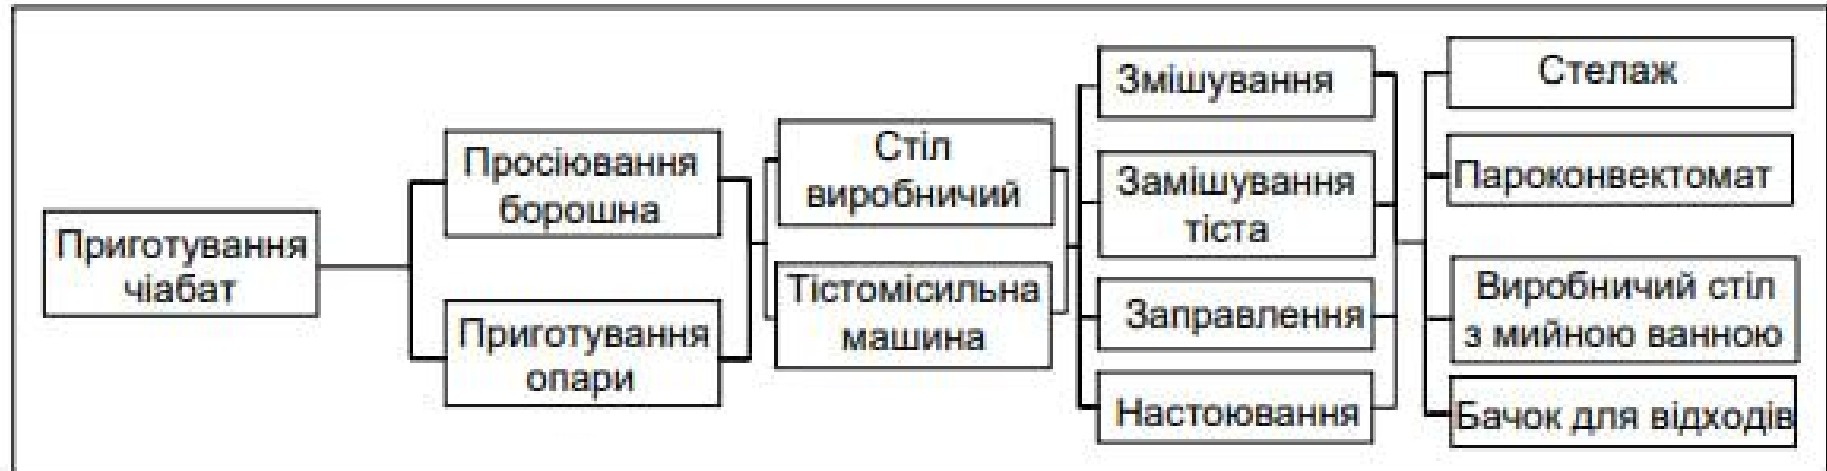 Приготування
чіабат
Просіювання
борошна
Приготування
опари
Стіл
виробничий
Тістомісильна
машина
Змішування
Замішування
тіста
Заправлення
Настоювання
Стелаж
Пароконвектомат
Виробничий стіл
з мийною ванною
Бачок для відходів